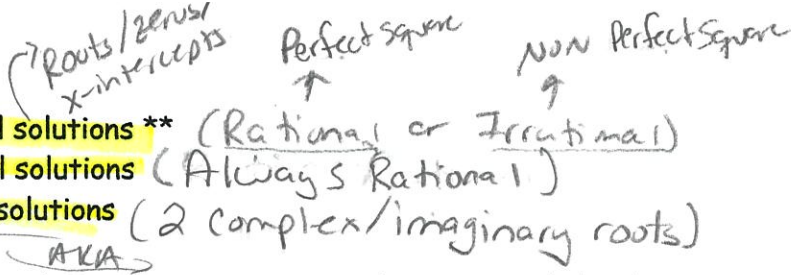 Roots/zeros/
x-intercepts
Perfect Square
NON Perfect Square
l solutions ** (Rational or Irrational)
l solutions (Always Rational)
solutions (2 complex/imaginary roots)
AKA